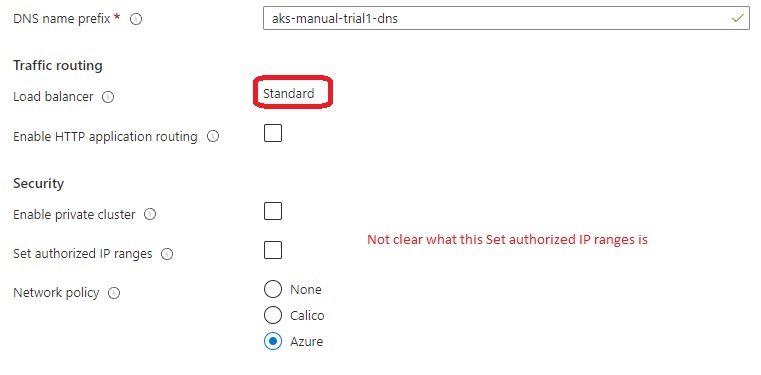 DNS name prefix * aks-manual-trial1-dns
Traffic routing
Load balancer Standard
Enable HTTP application routing
Security
Enable private cluster
Set authorized IP ranges
Not clear what this Set authorized IP ranges is
Network policy
None
Calico
Azure